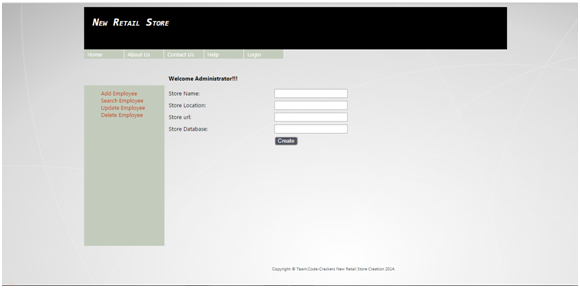 New Retail Store
Home About Us Contact Us Help Login
Welcome Administrator!!!
Add Employee
Search Employee
Update Employee
Delete Employee
Store Name:
Store Location:
Store url:
Store Database:
Create
Copyright © Team:Code-Crackers New Retail Store Creation 2014.